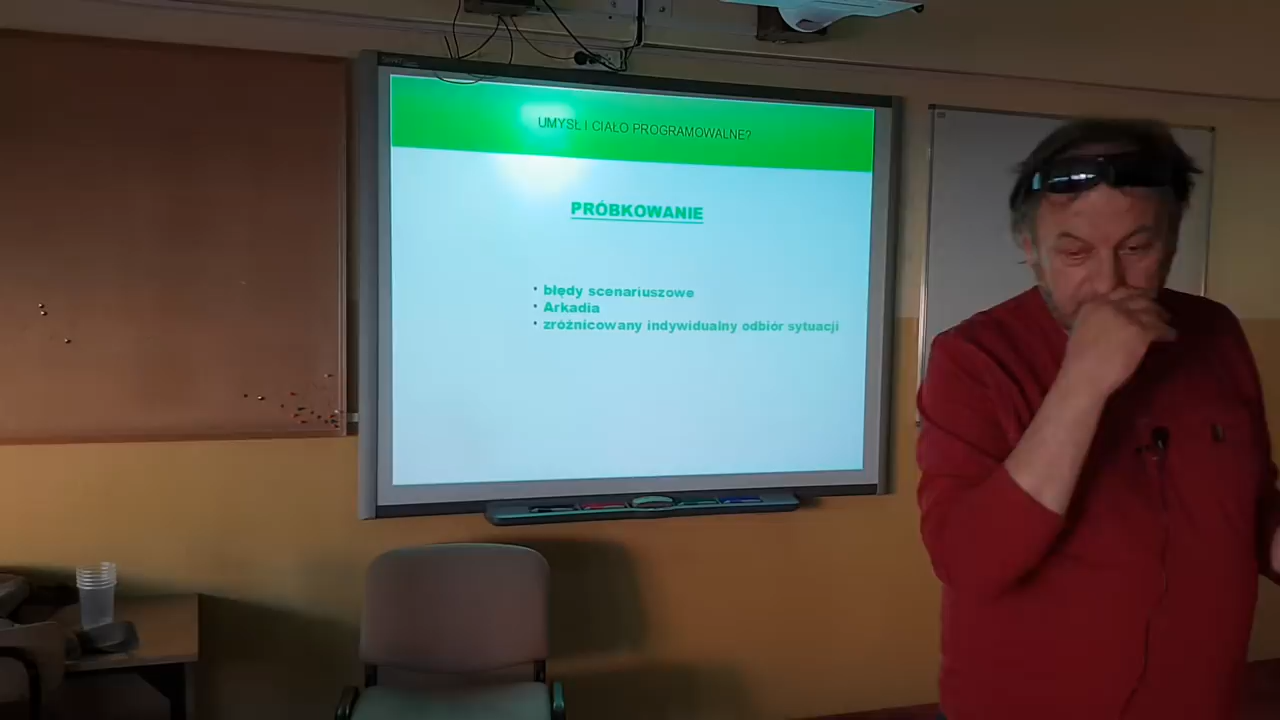 UMYSŁ I CIAŁO PROGRAMOWALNE?
PRÓBKOWANIE
• błędy scenariuszowe
• Arkadia
• zróżnicowany indywidualny odbiór sytuacji